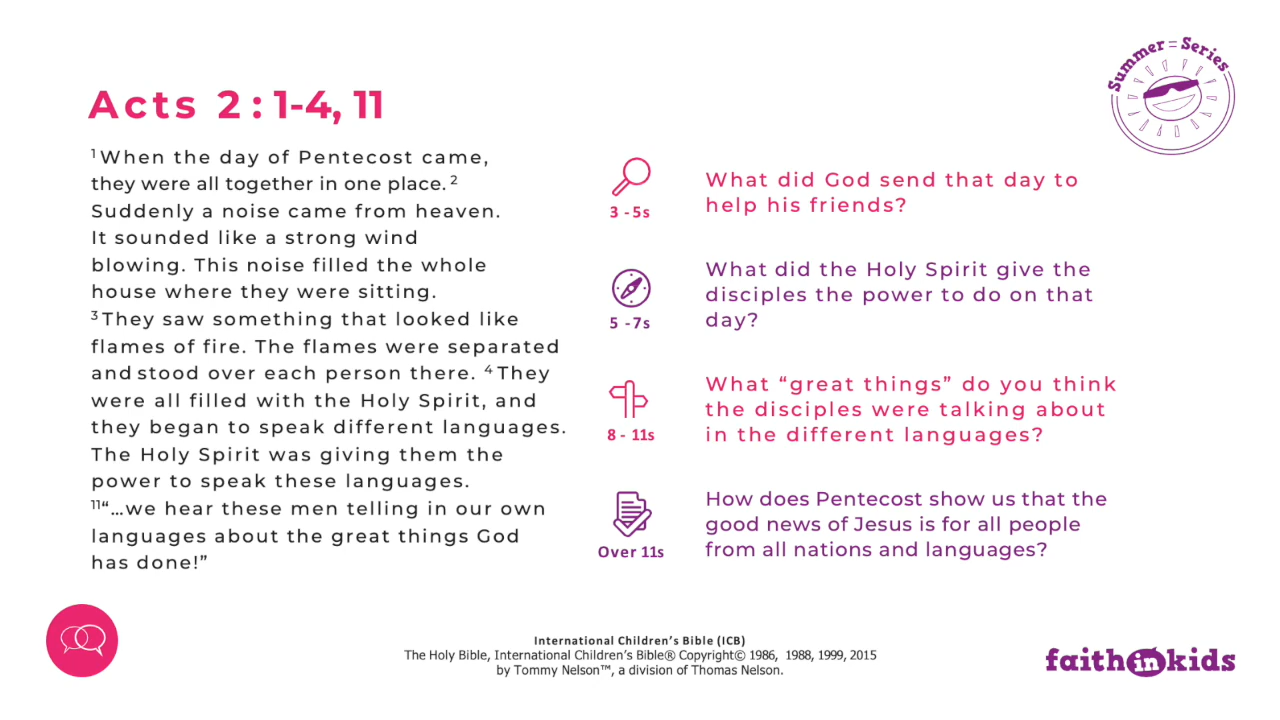 Summer = Series
Acts 2 : 1-4, 11
¹When the day of Pentecost came,
they were all together in one place. ²
Suddenly a noise came from heaven.
It sounded like a strong wind
blowing. This noise filled the whole
house where they were sitting.
³They saw something that looked like
flames of fire. The flames were separated
and stood over each person there. ⁴They
were all filled with the Holy Spirit, and
they began to speak different languages.
The Holy Spirit was giving them the
power to speak these languages.
¹¹“…we hear these men telling in our own
languages about the great things God
has done!”
3 - 5s
What did God send that day to
help his friends?
5 - 7s
What did the Holy Spirit give the
disciples the power to do on that
day?
8 - 11s
What “great things” do you think
the disciples were talking about
in the different languages?
Over 11s
How does Pentecost show us that the
good news of Jesus is for all people
from all nations and languages?
International Children’s Bible (ICB)
The Holy Bible, International Children’s Bible® Copyright© 1986, 1988, 1999, 2015
by Tommy Nelson™, a division of Thomas Nelson.
faithinkids